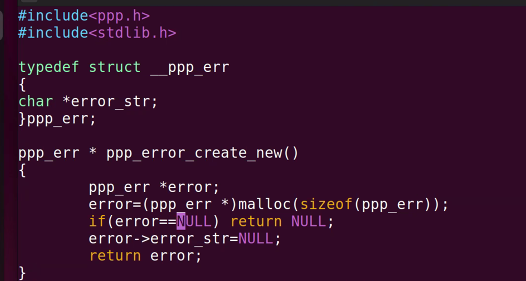 #include<ppp.h>
#include<stdlib.h>
typedef struct __ppp_err
{
char *error_str;
}ppp_err;
ppp_err * ppp_error_create_new()
{
ppp_err *error;
error=(ppp_err *)malloc(sizeof(ppp_err));
if(error==NULL) return NULL;
error->error_str=NULL;
return error;
}